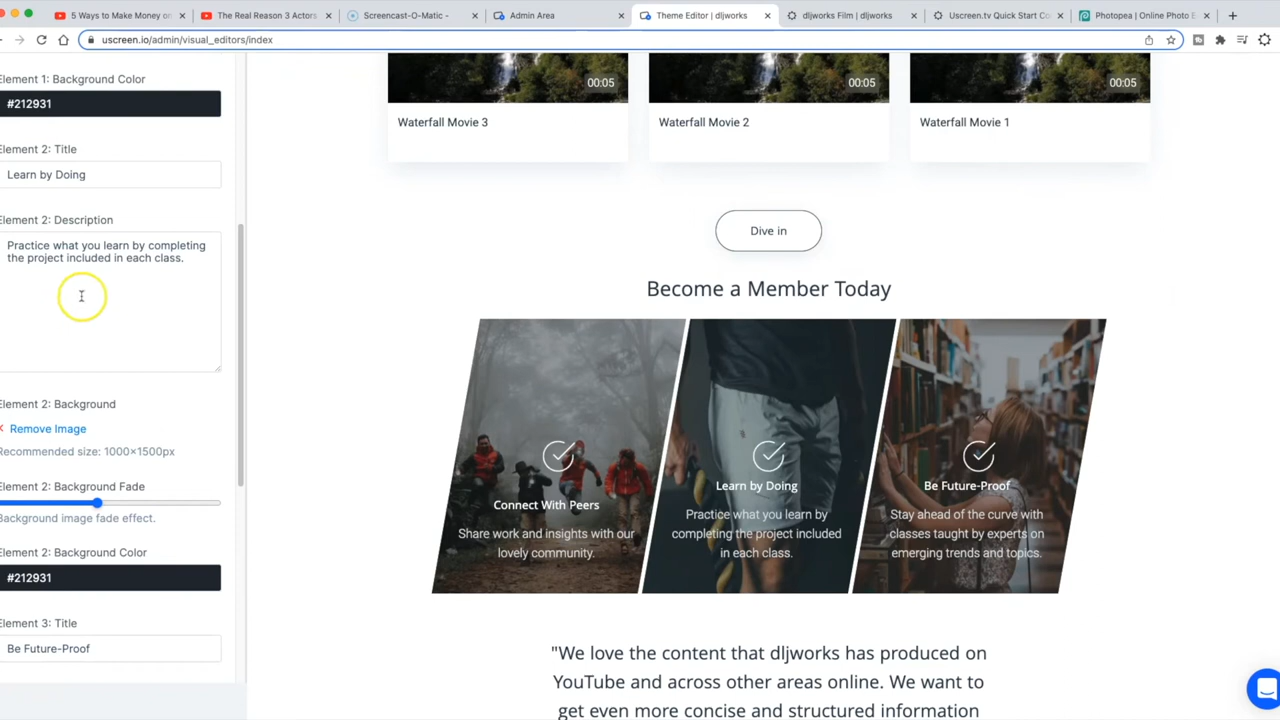 5 Ways to Make Money on
The Real Reason 3 Actors
Screencast-O-Matic -
Admin Area
Theme Editor | dljworks
dljworks Film | dljworks
Uscreen.tv Quick Start Co
Photopea | Online Photo E
uscreen.io/admin/visual_editors/index
Element 1: Background Color
#212931
Element 2: Title
Learn by Doing
Element 2: Description
Practice what you learn by completing
the project included in each class.
Element 2: Background
Remove Image
Recommended size: 1000×1500px
Element 2: Background Fade
Background image fade effect.
Element 2: Background Color
#212931
Element 3: Title
Be Future-Proof
00:05
00:05
00:05
Waterfall Movie 3
Waterfall Movie 2
Waterfall Movie 1
Dive in
Become a Member Today
Connect With Peers
Share work and insights with our
lovely community.
Learn by Doing
Practice what you learn by
completing the project included
in each class.
Be Future-Proof
Stay ahead of the curve with
classes taught by experts on
emerging trends and topics.
"We love the content that dljworks has produced on
YouTube and across other areas online. We want to
get even more concise and structured information